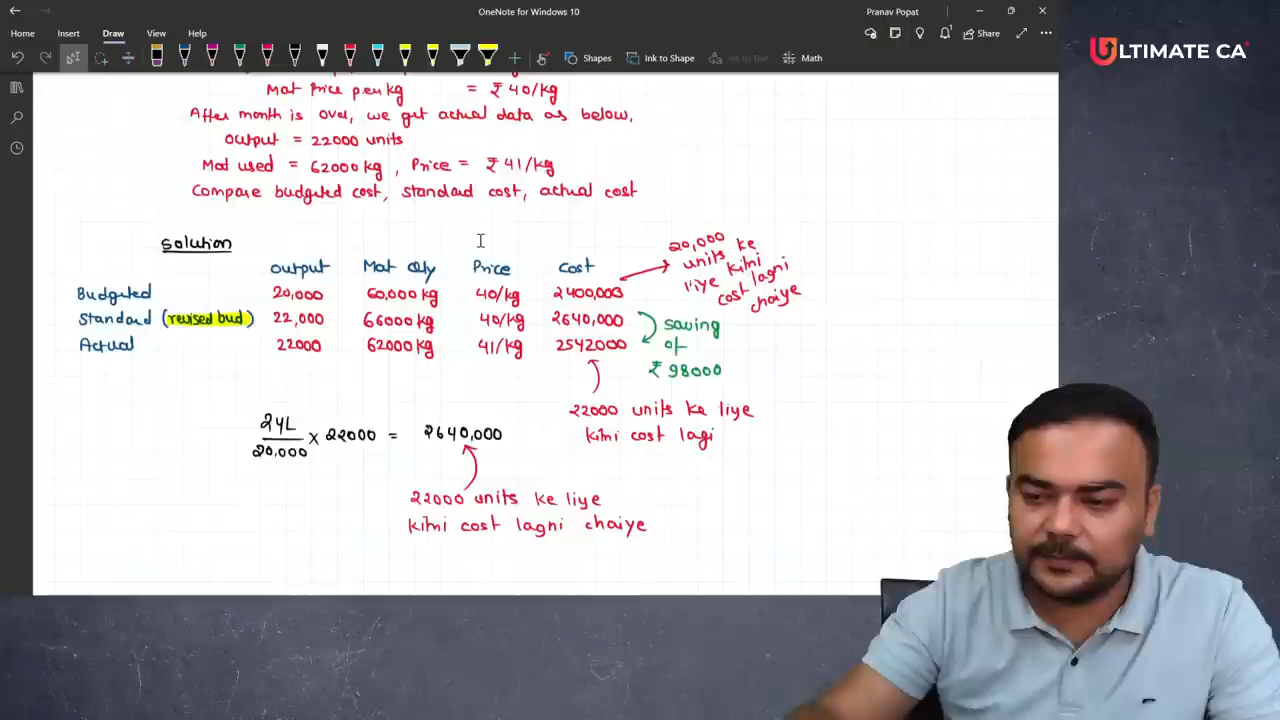 OneNote for Windows 10
Pranav Popat
Home Insert Draw View Help
Share
Shapes Ink to Shape Ink to Text Math
ULTIMATE CA
Mat Price per kg = ₹ 40/kg
After month is over, we get actual data as below,
output = 22000 units
Mat used = 62000 kg, Price = ₹ 41/kg
Compare budgeted cost, standard cost, actual cost
Solution
output Mat Qty Price Cost
Budgeted 20,000 60,000 kg 40/kg 2400,000
Standard (revised bud) 22,000 66000 kg 40/kg 2640,000
Actual 22000 62000 kg 41/kg 2542000
20,000
units ke
liye kitni
cost lagni
chaiye
saving
of
₹ 98000
22000 units ke liye
kitni cost lagi
24L
20,000 × 22000 = 2640,000
22000 units ke liye
kitni cost lagni chaiye